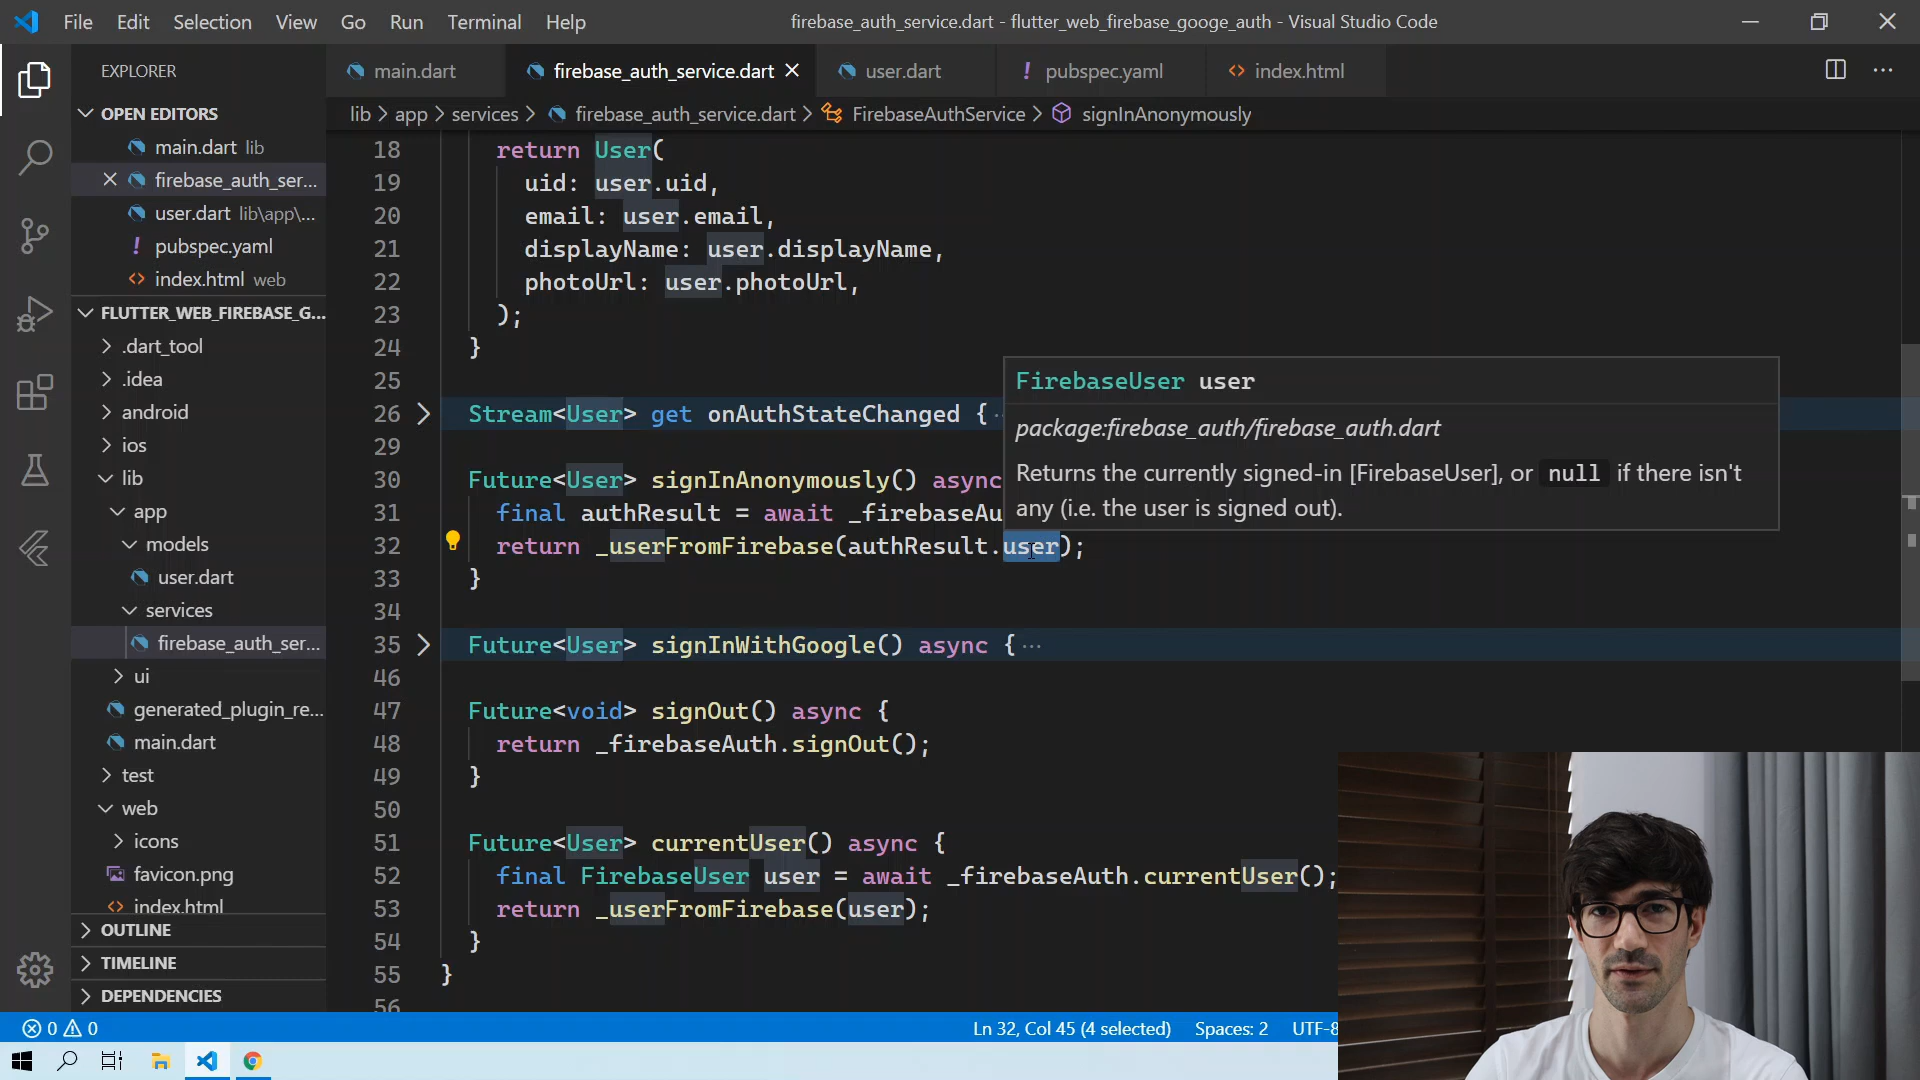 File Edit Selection View Go Run Terminal Help
firebase_auth_service.dart - flutter_web_firebase_googe_auth - Visual Studio Code
EXPLORER
OPEN EDITORS
main.dart lib
firebase_auth_ser...
user.dart lib\app\...
pubspec.yaml
index.html web
FLUTTER_WEB_FIREBASE_G...
.dart_tool
.idea
android
ios
lib
app
models
user.dart
services
firebase_auth_ser...
ui
generated_plugin_re...
main.dart
test
web
icons
favicon.png
index.html
OUTLINE
TIMELINE
DEPENDENCIES
main.dart firebase_auth_service.dart user.dart pubspec.yaml index.html
lib > app > services > firebase_auth_service.dart > FirebaseAuthService > signInAnonymously
18 return User(
19 uid: user.uid,
20 email: user.email,
21 displayName: user.displayName,
22 photoUrl: user.photoUrl,
23 );
24 }
25
26 Stream<User> get onAuthStateChanged {
29
30 Future<User> signInAnonymously() async
31 final authResult = await _firebaseAu
32 return _userFromFirebase(authResult.user);
33 }
34
35 Future<User> signInWithGoogle() async {...
46
47 Future<void> signOut() async {
48 return _firebaseAuth.signOut();
49 }
50
51 Future<User> currentUser() async {
52 final FirebaseUser user = await _firebaseAuth.currentUser();
53 return _userFromFirebase(user);
54 }
55 }
56
FirebaseUser user
package:firebase_auth/firebase_auth.dart
Returns the currently signed-in [FirebaseUser], or null if there isn't
any (i.e. the user is signed out).
0 0
Ln 32, Col 45 (4 selected) Spaces: 2 UTF-8